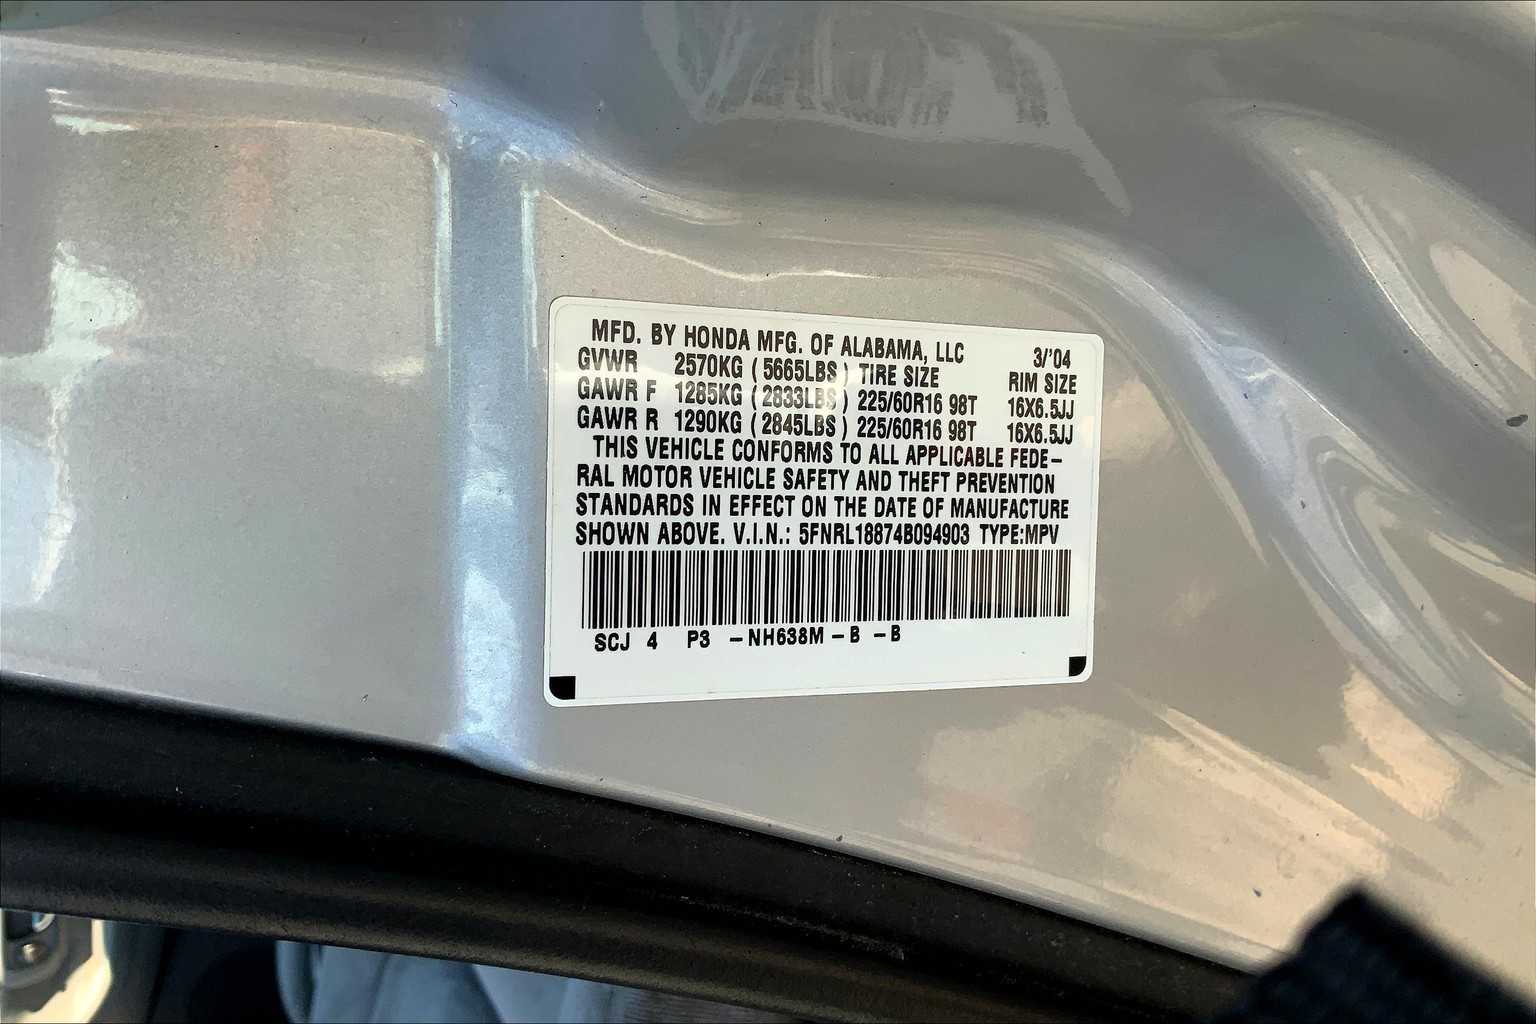 MFD. BY HONDA MFG. OF ALABAMA, LLC 3/'04
GVWR 2570KG (5665LBS) TIRE SIZE RIM SIZE
GAWR F 1285KG (2833LBS) 225/60R16 98T 16X6.5JJ
GAWR R 1290KG (2845LBS) 225/60R16 98T 16X6.5JJ
THIS VEHICLE CONFORMS TO ALL APPLICABLE FEDE-
RAL MOTOR VEHICLE SAFETY AND THEFT PREVENTION
STANDARDS IN EFFECT ON THE DATE OF MANUFACTURE
SHOWN ABOVE. V.I.N.: 5FNRL18874B094903 TYPE:MPV
SCJ 4 P3 -NH638M-B -B